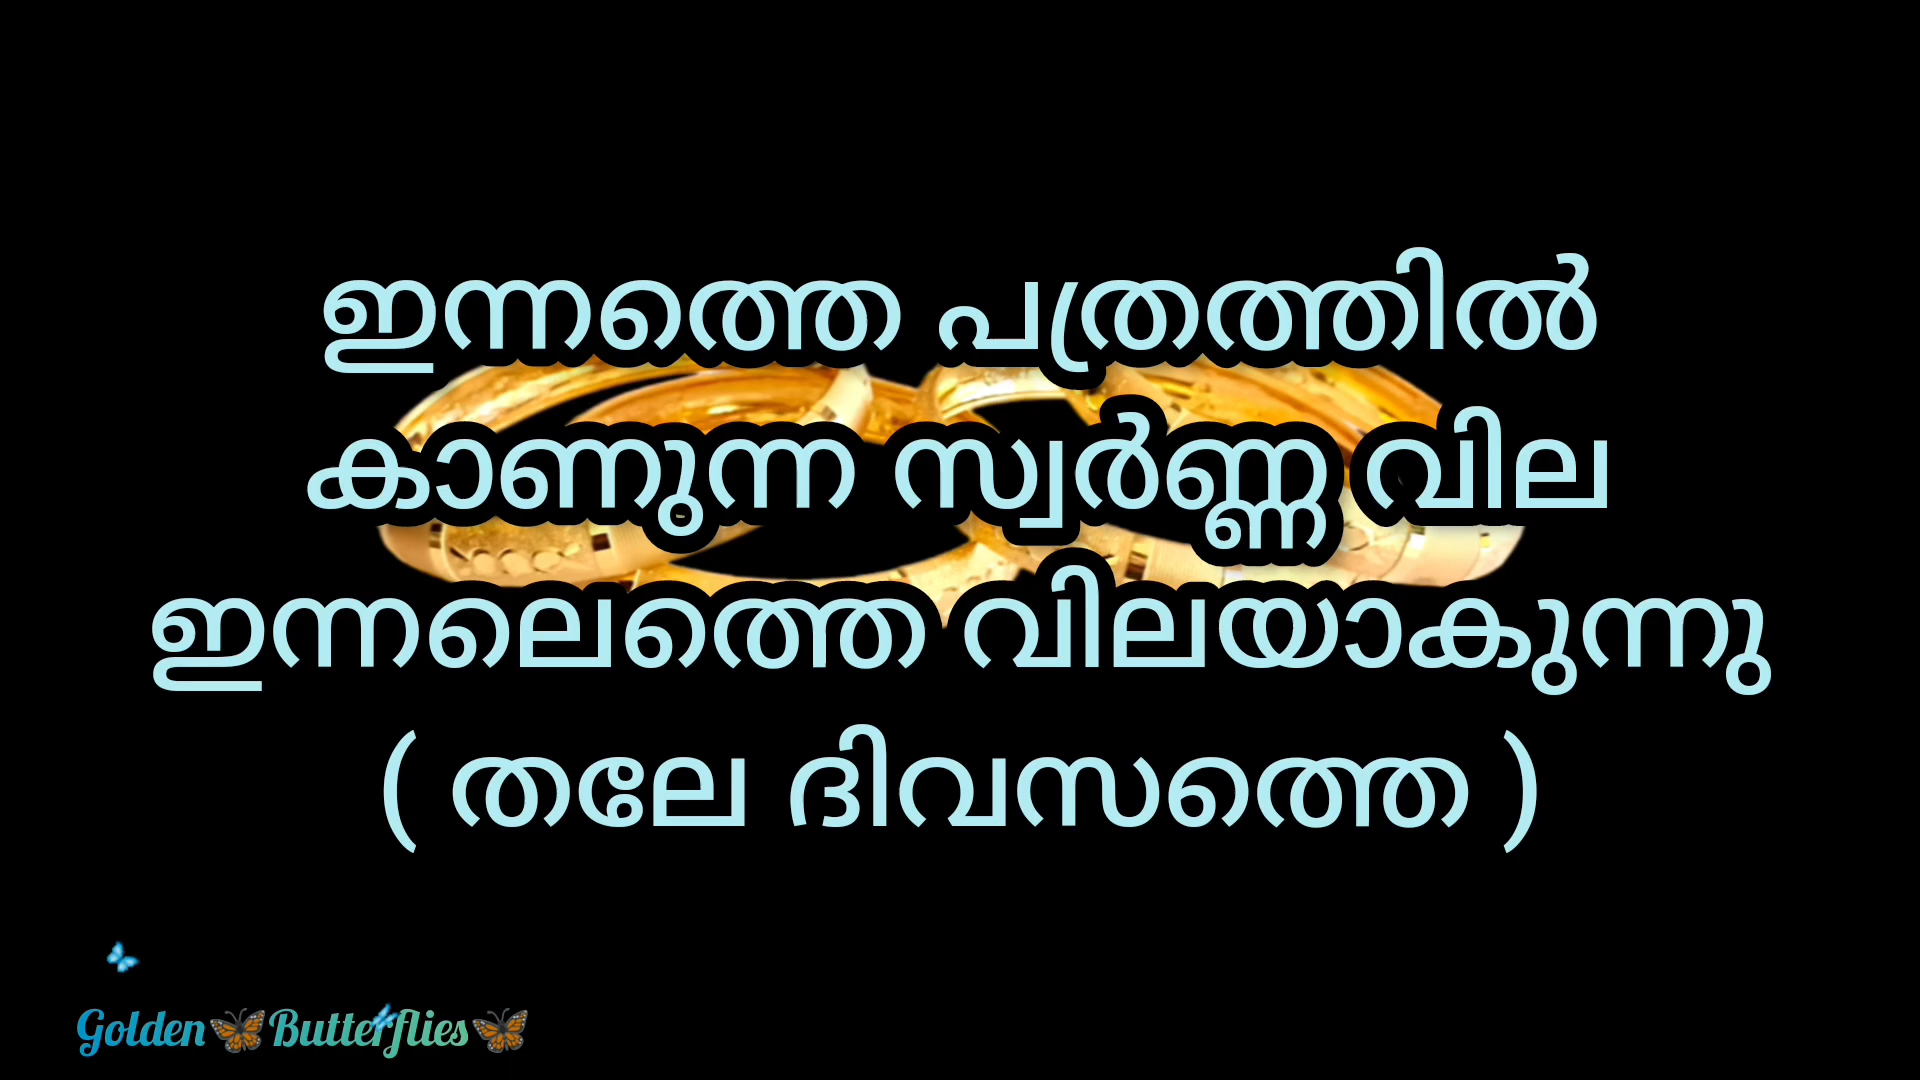 ഇന്നത്തെ പത്രത്തിൽ
കാണുന്ന സ്വർണ്ണ വില
ഇന്നലെത്തെ വിലയാകുന്നു
( തലേ ദിവസത്തെ )
Golden🦋Butterflies🦋